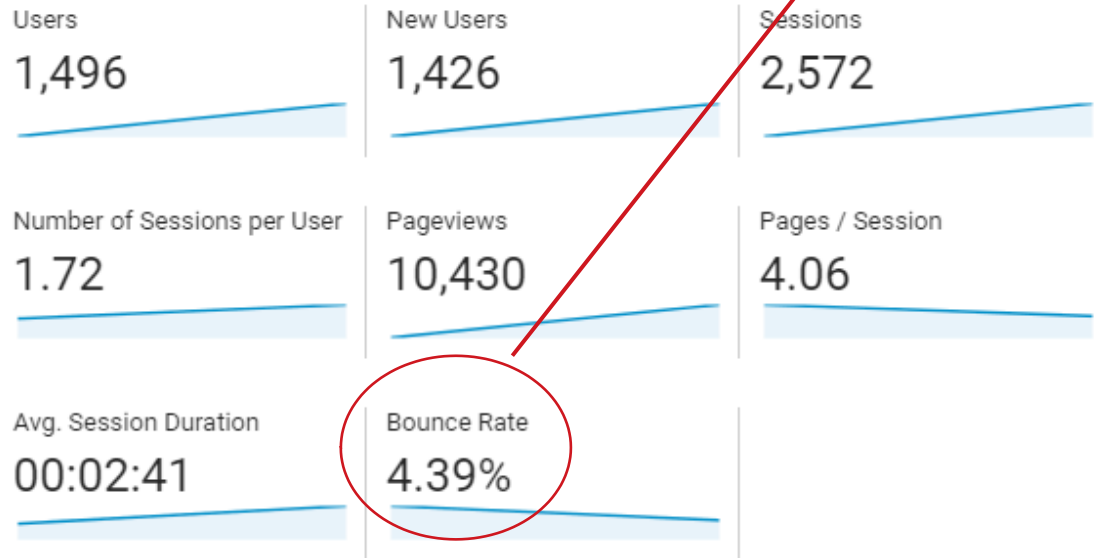 Users
New Users
Sessions
1,496
1,426
2,572
Number of Sessions per User
Pageviews
Pages / Session
1.72
10,430
4.06
Avg. Session Duration
Bounce Rate
00:02:41
4.39%